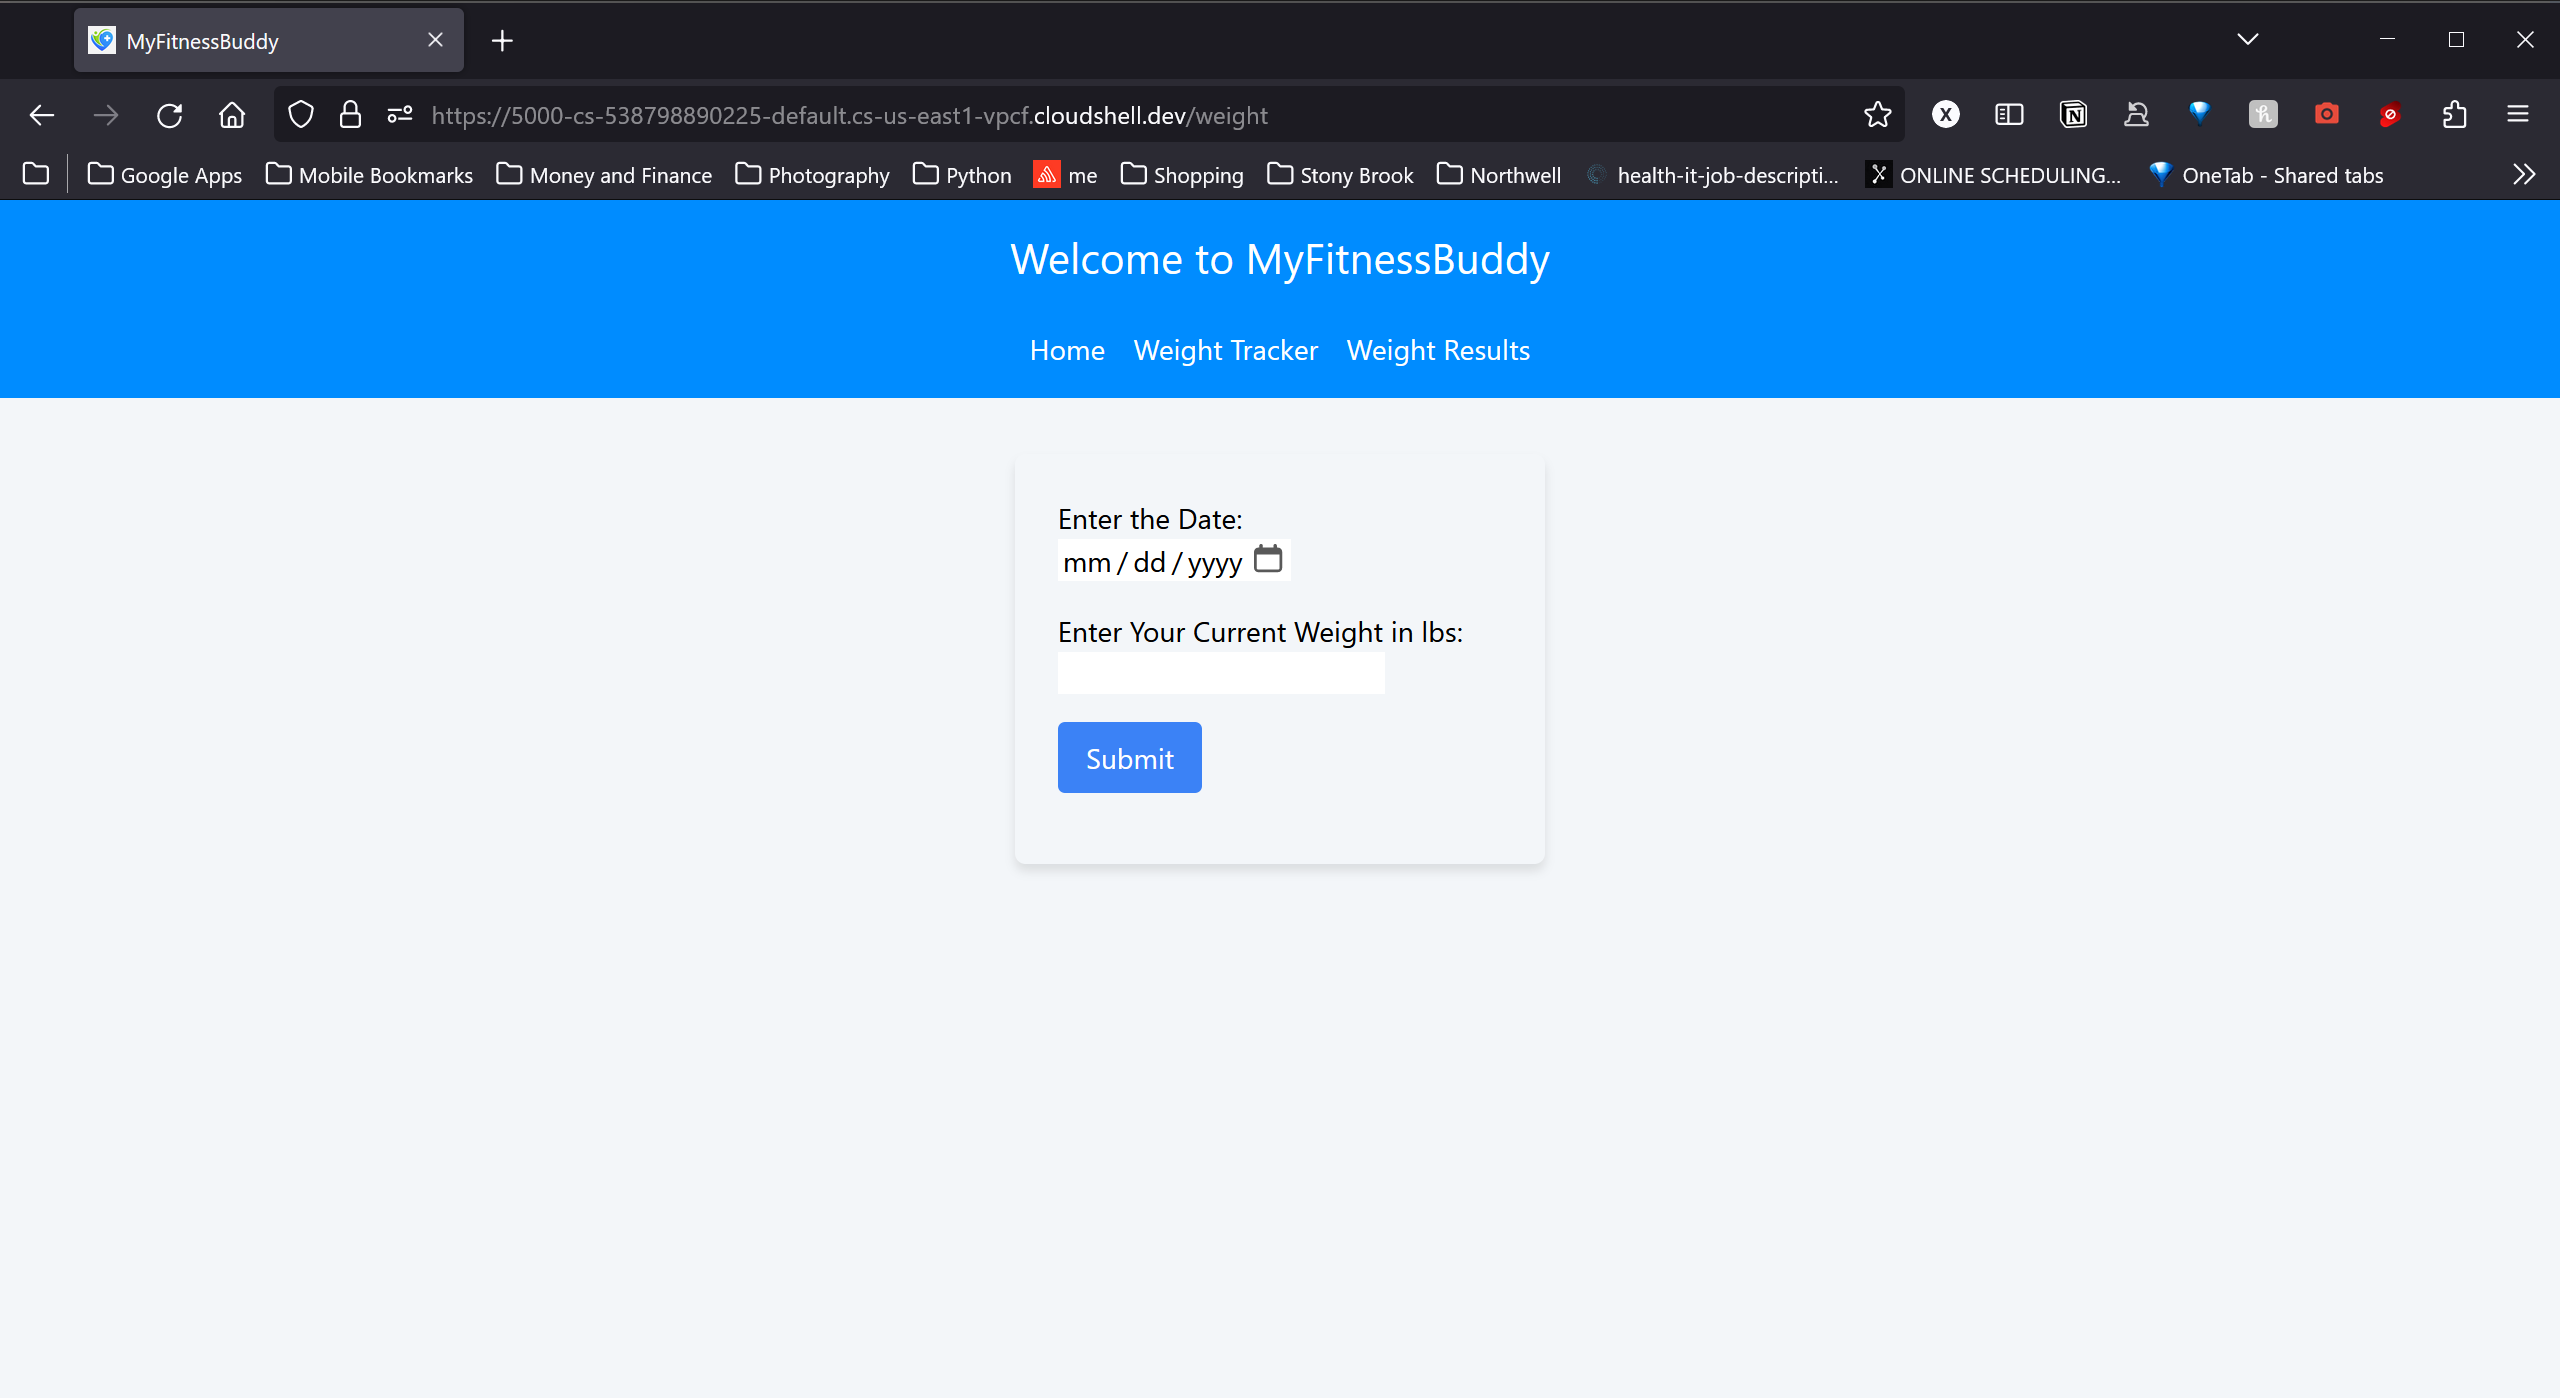 MyFitnessBuddy
https://5000-cs-538798890225-default.cs-us-east1-vpcf.cloudshell.dev/weight
Google Apps Mobile Bookmarks Money and Finance Photography Python me Shopping Stony Brook Northwell health-it-job-descripti... ONLINE SCHEDULING... OneTab - Shared tabs
Welcome to MyFitnessBuddy
Home Weight Tracker Weight Results
Enter the Date:
mm / dd / yyyy
Enter Your Current Weight in lbs:
Submit